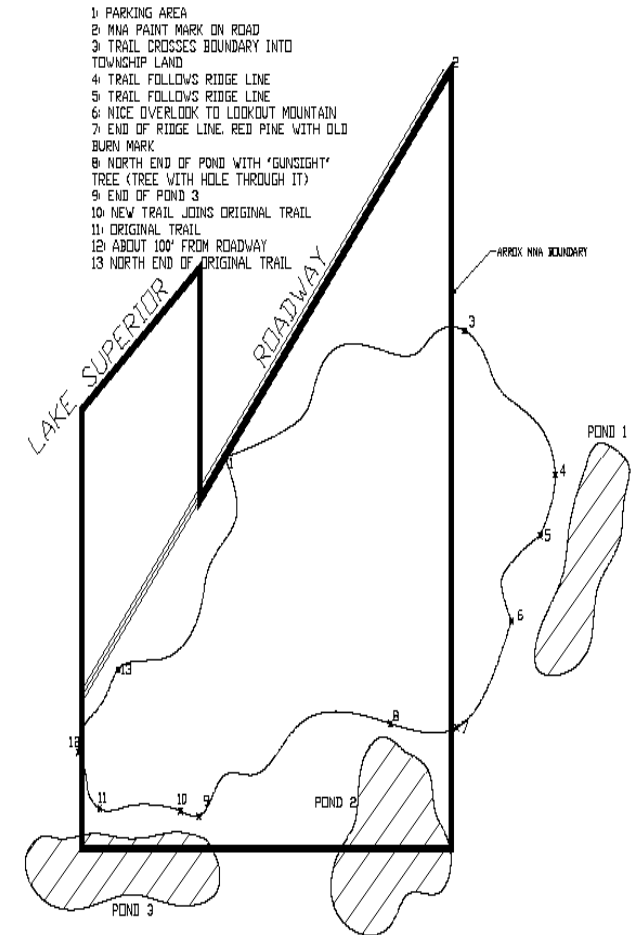 1: PARKING AREA
2: MNA PAINT MARK ON ROAD
3: TRAIL CROSSES BOUNDARY INTO
TOWNSHIP LAND
4: TRAIL FOLLOWS RIDGE LINE
5: TRAIL FOLLOWS RIDGE LINE
6: NICE OVERLOOK TO LOOKOUT MOUNTAIN
7: END OF RIDGE LINE, RED PINE WITH OLD
BURN MARK
8: NORTH END OF POND WITH 'GUNSIGHT'
TREE (TREE WITH HOLE THROUGH IT)
9: END OF POND 3
10: NEW TRAIL JOINS ORIGINAL TRAIL
11: ORIGINAL TRAIL
12: ABOUT 100' FROM ROADWAY
13 NORTH END OF ORIGINAL TRAIL
2
ARROX MNA BOUNDARY
LAKE SUPERIOR
ROADWAY
3
POND 1
1
4
5
6
13
8
7
12
11
10
9
POND 2
POND 3